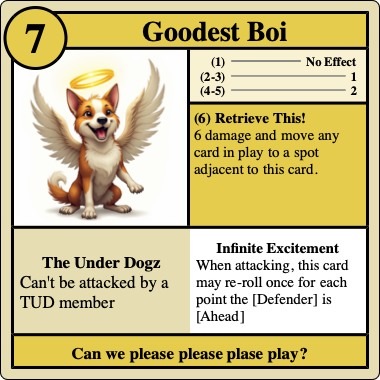 7
Goodest Boi
(1) No Effect
(2-3) 1
(4-5) 2
(6) Retrieve This!
6 damage and move any
card in play to a spot
adjacent to this card.
The Under Dogz
Can't be attacked by a
TUD member
Infinite Excitement
When attacking, this card
may re-roll once for each
point the [Defender] is
[Ahead]
Can we please please plase play?